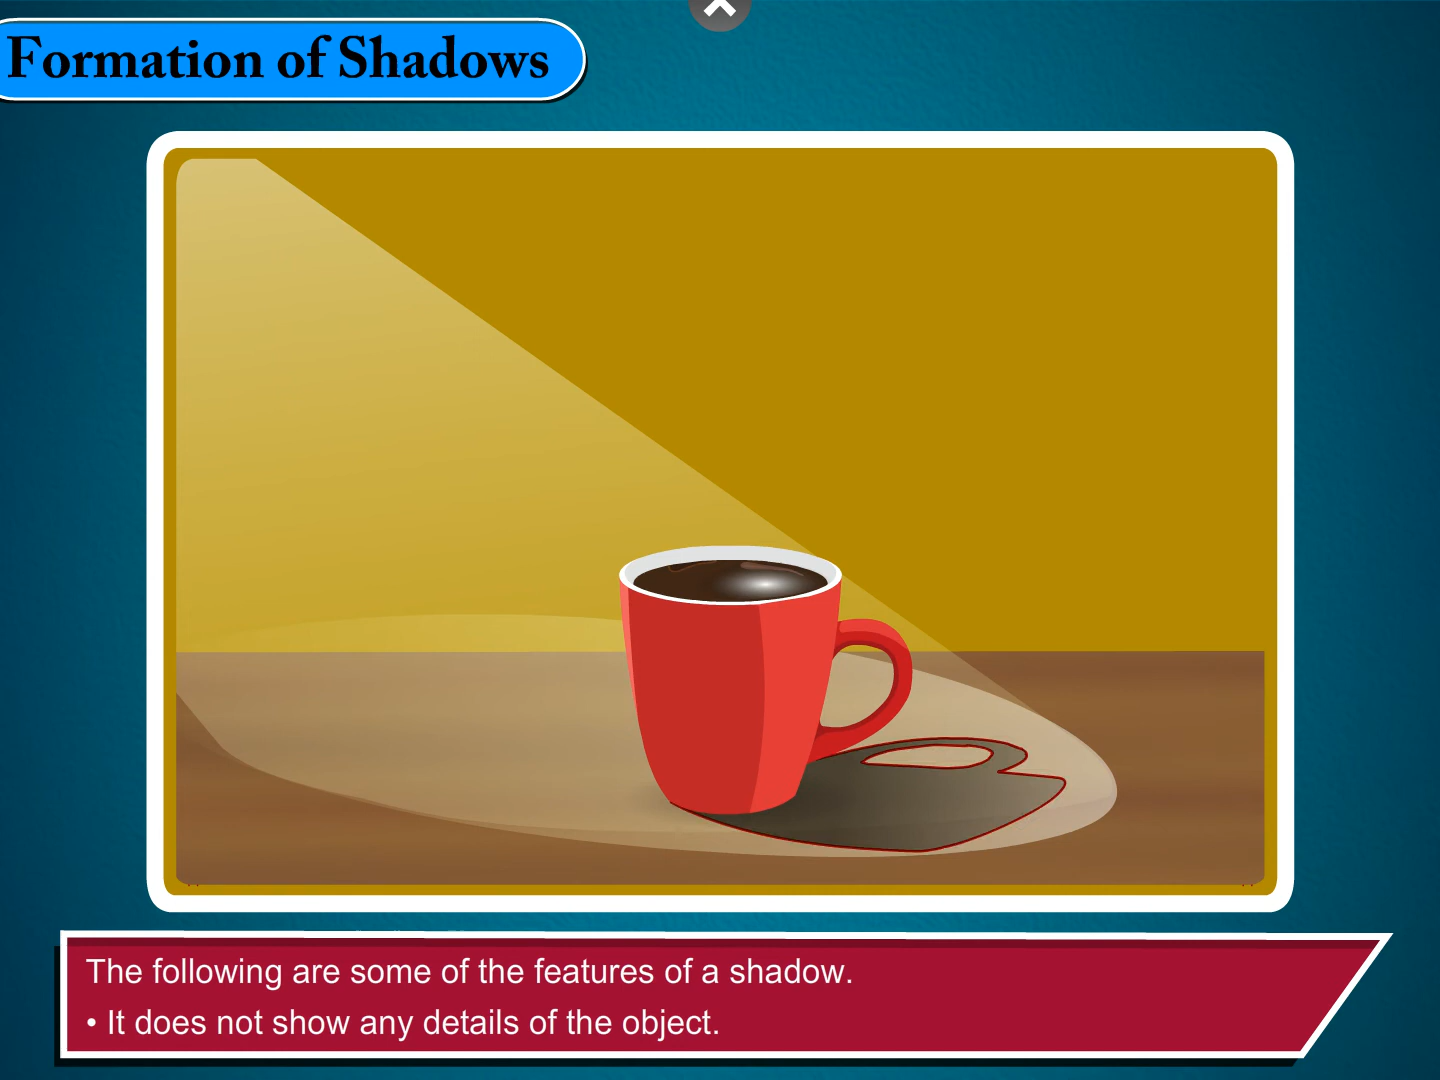 Formation of Shadows
The following are some of the features of a shadow.
• It does not show any details of the object.